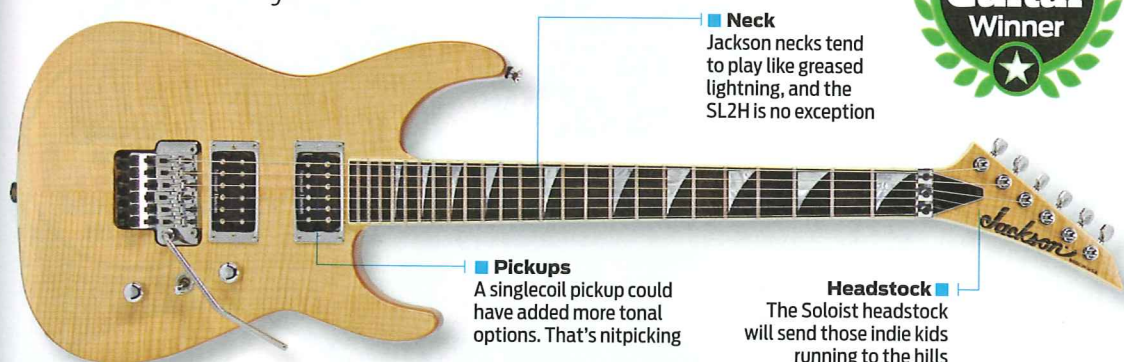 Guitar
Winner
Neck
Jackson necks tend
to play like greased
lightning, and the
SL2H is no exception
Jackson
Pickups
A singlecoil pickup could
have added more tonal
options. That's nitpicking
Headstock
The Soloist headstock
will send those indie kids
running to the hills